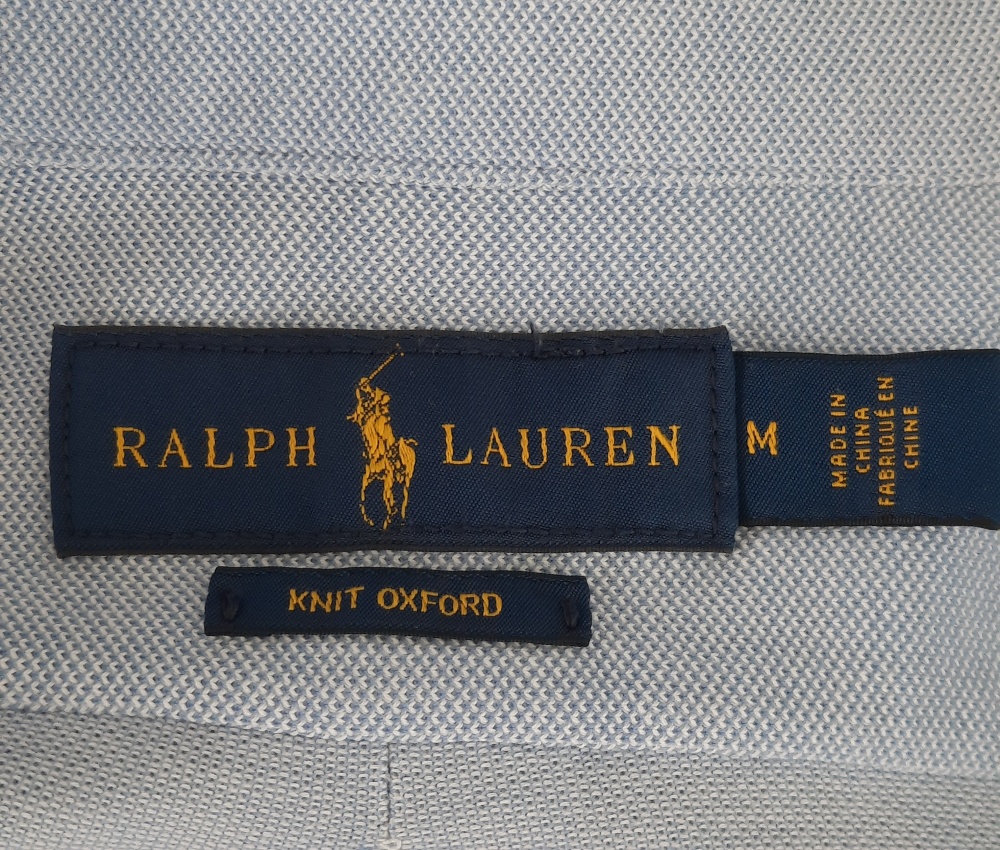 RALPH LAUREN
M
MADE IN
CHINA
FABRIQUÉ EN
CHINE
KNIT OXFORD